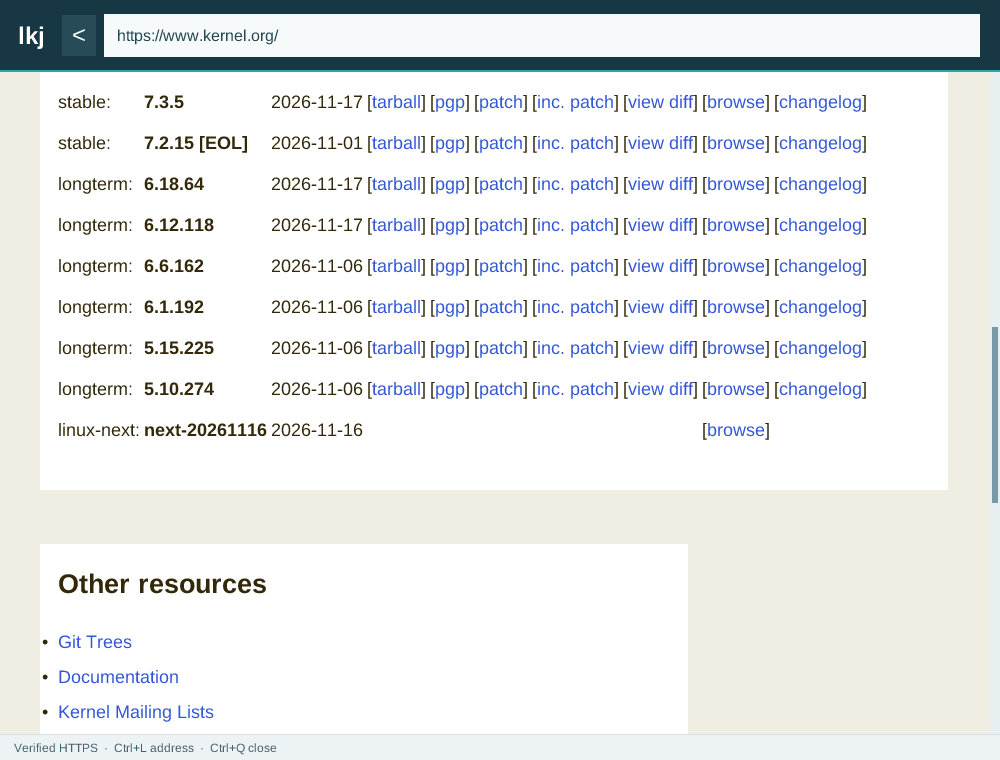 lkj < https://www.kernel.org/
stable: 7.3.5 2026-11-17 [tarball] [pgp] [patch] [inc. patch] [view diff] [browse] [changelog]
stable: 7.2.15 [EOL] 2026-11-01 [tarball] [pgp] [patch] [inc. patch] [view diff] [browse] [changelog]
longterm: 6.18.64 2026-11-17 [tarball] [pgp] [patch] [inc. patch] [view diff] [browse] [changelog]
longterm: 6.12.118 2026-11-17 [tarball] [pgp] [patch] [inc. patch] [view diff] [browse] [changelog]
longterm: 6.6.162 2026-11-06 [tarball] [pgp] [patch] [inc. patch] [view diff] [browse] [changelog]
longterm: 6.1.192 2026-11-06 [tarball] [pgp] [patch] [inc. patch] [view diff] [browse] [changelog]
longterm: 5.15.225 2026-11-06 [tarball] [pgp] [patch] [inc. patch] [view diff] [browse] [changelog]
longterm: 5.10.274 2026-11-06 [tarball] [pgp] [patch] [inc. patch] [view diff] [browse] [changelog]
linux-next: next-20261116 2026-11-16 [browse]
Other resources
• Git Trees
• Documentation
• Kernel Mailing Lists
Verified HTTPS · Ctrl+L address · Ctrl+Q close